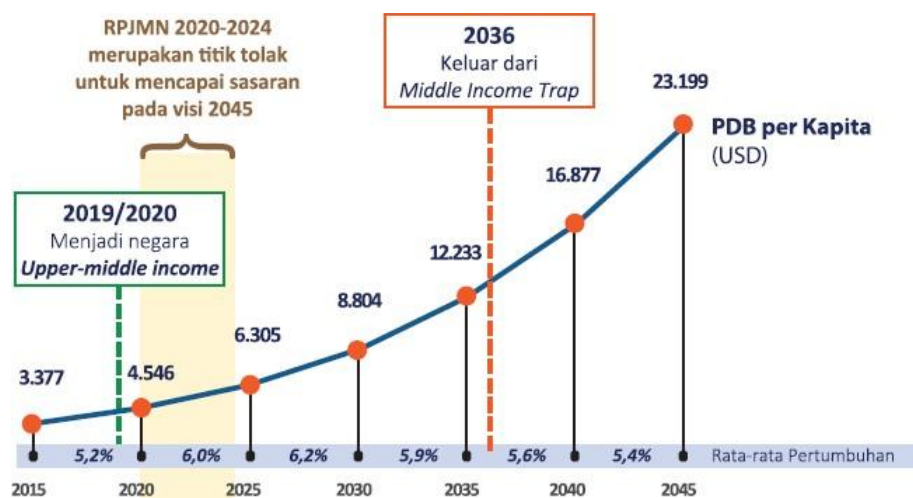 RPJMN 2020-2024
merupakan titik tolak
untuk mencapai sasaran
pada visi 2045
2036
Keluar dari
Middle Income Trap
23.199
PDB per Kapita
(USD)
16.877
2019/2020
Menjadi negara
Upper-middle income
12.233
8.804
6.305
4.546
3.377
5,2% 6,0% 6,2% 5,9% 5,6% 5,4% Rata-rata Pertumbuhan
2015 2020 2025 2030 2035 2040 2045